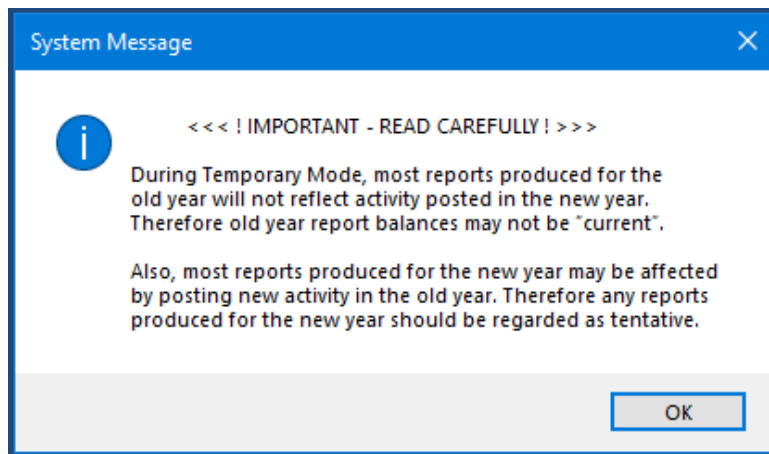 System Message
<<< ! IMPORTANT - READ CAREFULLY ! >>>
During Temporary Mode, most reports produced for the
old year will not reflect activity posted in the new year.
Therefore old year report balances may not be "current".
Also, most reports produced for the new year may be affected
by posting new activity in the old year. Therefore any reports
produced for the new year should be regarded as tentative.
OK